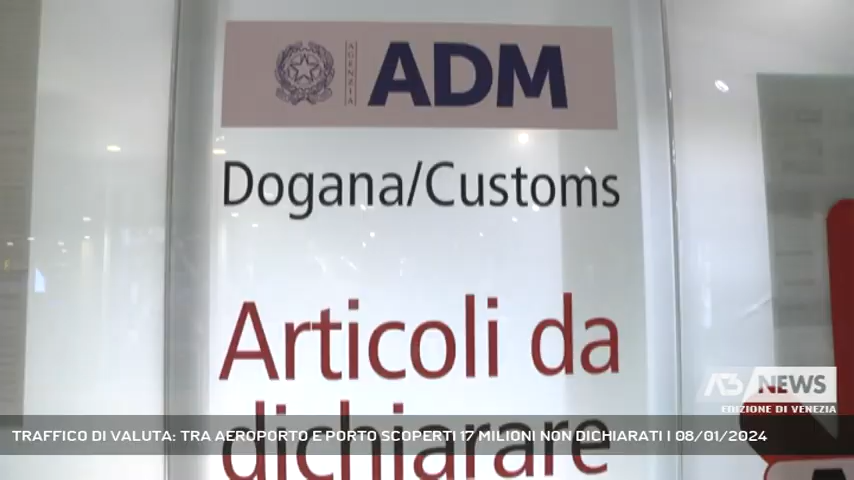 AGENZIA
ADM
Dogana/Customs
Articoli da
dichiarare
A3 NEWS
EDIZIONE DI VENEZIA
TRAFFICO DI VALUTA: TRA AEROPORTO E PORTO SCOPERTI 17 MILIONI NON DICHIARATI | 08/01/2024